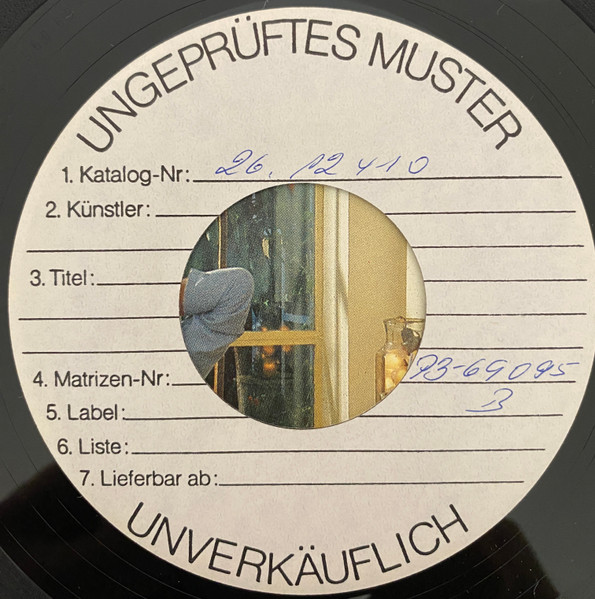 UNGEPRÜFTES MUSTER
1. Katalog-Nr: 26.12410
2. Künstler:
3. Titel:
4. Matrizen-Nr: 93-69095
B
5. Label:
6. Liste:
7. Lieferbar ab:
UNVERKÄUFLICH